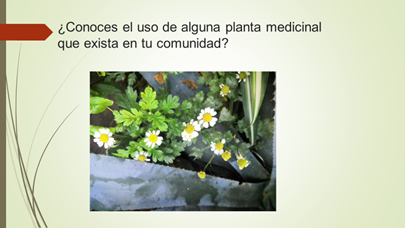 ¿Conoces el uso de alguna planta medicinal
que exista en tu comunidad?